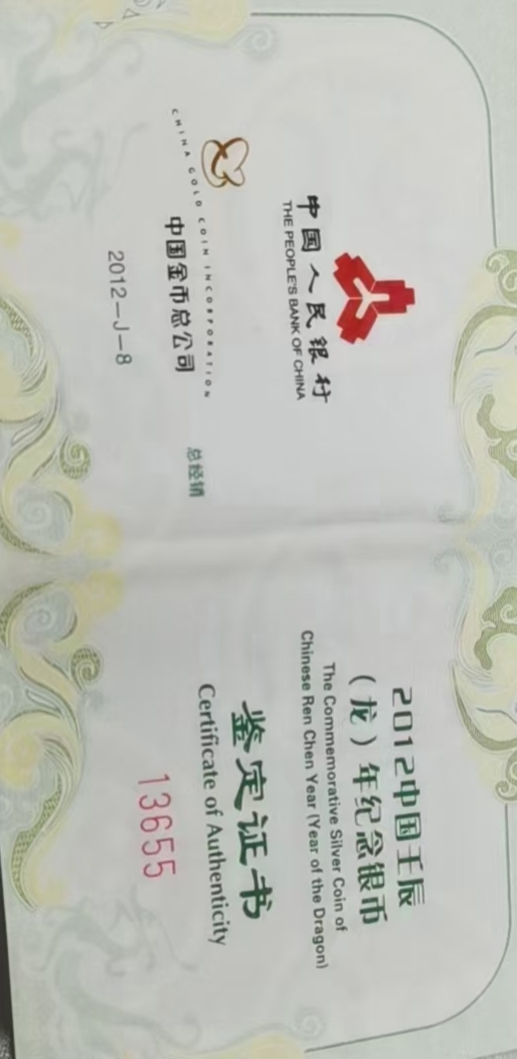 中国人民银行
THE PEOPLE'S BANK OF CHINA
CHINA GOLD COIN INCORPORATION
中国金币总公司
总经销
2012-J-8
2012中国壬辰
(龙)年纪念银币
The Commemorative Silver Coin of
Chinese Ren Chen Year (Year of the Dragon)
鉴定证书
Certificate of Authenticity
13655